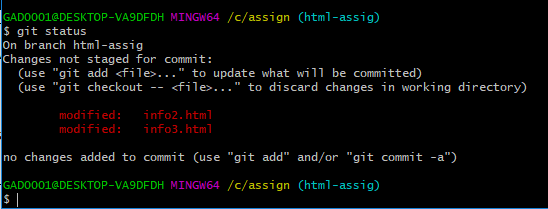 GAD0001@DESKTOP-VA9DFDH MINGW64 /c/assign (html-assig)
$ git status
On branch html-assig
Changes not staged for commit:
  (use "git add <file>..." to update what will be committed)
  (use "git checkout -- <file>..." to discard changes in working directory)

        modified:   info2.html
        modified:   info3.html

no changes added to commit (use "git add" and/or "git commit -a")

GAD0001@DESKTOP-VA9DFDH MINGW64 /c/assign (html-assig)
$